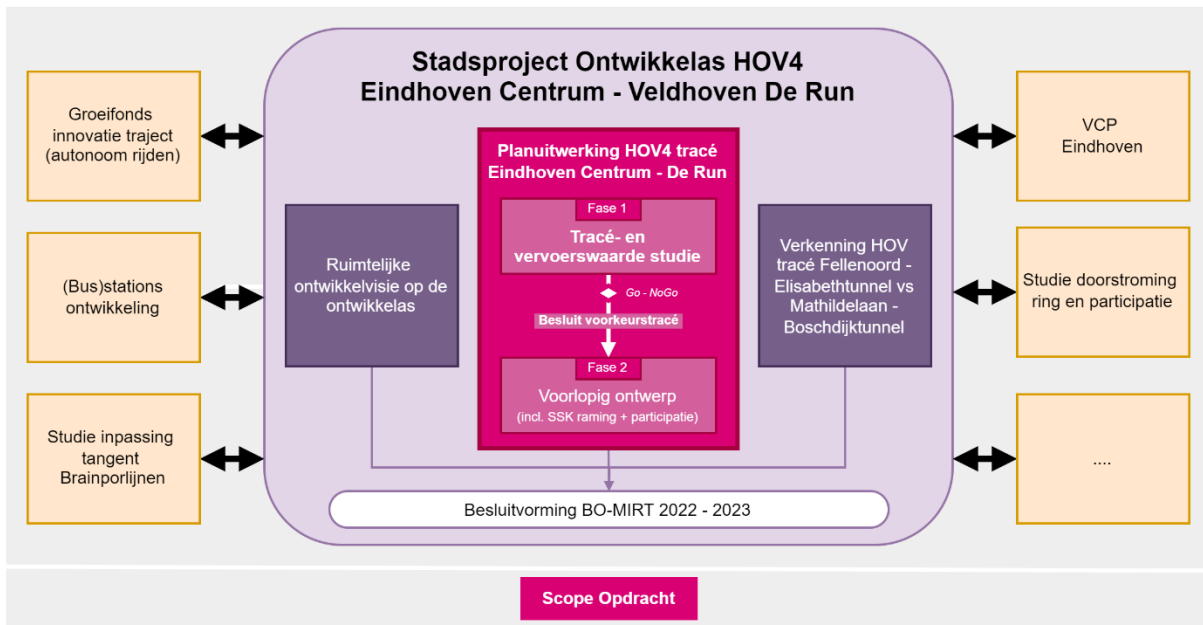 Stadsproject Ontwikkelas HOV4
Eindhoven Centrum - Veldhoven De Run
Groeifonds
innovatie traject
(autonoom rijden)
(Bus)stations
ontwikkeling
Studie inpassing
tangent
Brainporlijnen
Ruimtelijke
ontwikkelvisie op de
ontwikkelas
Planuitwerking HOV4 tracé
Eindhoven Centrum - De Run
Fase 1
Tracé- en
vervoerswaarde studie
Go - NoGo
Besluit voorkeurstracé
Fase 2
Voorlopig ontwerp
(incl. SSK raming + participatie)
Verkenning HOV
tracé Fellenoord -
Elisabethtunnel vs
Mathildelaan -
Boschdijktunnel
Besluitvorming BO-MIRT 2022 - 2023
VCP
Eindhoven
Studie doorstroming
ring en participatie
....
Scope Opdracht